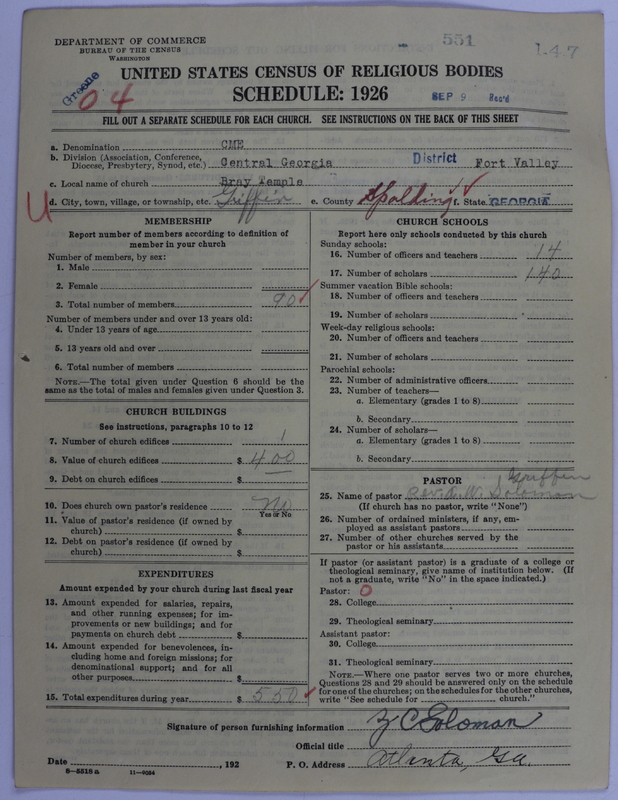 DEPARTMENT OF COMMERCE
BUREAU OF THE CENSUS
WASHINGTON
551
147
Greene
04
UNITED STATES CENSUS OF RELIGIOUS BODIES
SCHEDULE: 1926
SEP 9 Rec'd
FILL OUT A SEPARATE SCHEDULE FOR EACH CHURCH. SEE INSTRUCTIONS ON THE BACK OF THIS SHEET
a. Denomination CME
b. Division (Association, Conference, Diocese, Presbytery, Synod, etc.) Central Georgia District Fort Valley
c. Local name of church Bray Temple
U d. City, town, village, or township, etc. Griffin e. County Spalding f. State GEORGIA
MEMBERSHIP
Report number of members according to definition of
member in your church
Number of members, by sex:
1. Male
2. Female
3. Total number of members 90
Number of members under and over 13 years old:
4. Under 13 years of age
5. 13 years old and over
6. Total number of members
NOTE.—The total given under Question 6 should be the
same as the total of males and females given under Question 3.
CHURCH BUILDINGS
See instructions, paragraphs 10 to 12
7. Number of church edifices 1
8. Value of church edifices $ 400
9. Debt on church edifices $
10. Does church own pastor's residence No
Yes or No
11. Value of pastor's residence (if owned by
church) $
12. Debt on pastor's residence (if owned by
church) $
EXPENDITURES
Amount expended by your church during last fiscal year
13. Amount expended for salaries, repairs,
and other running expenses; for im-
provements or new buildings; and for
payments on church debt $
14. Amount expended for benevolences, in-
cluding home and foreign missions; for
denominational support; and for all
other purposes $
15. Total expenditures during year $ 550
CHURCH SCHOOLS
Report here only schools conducted by this church
Sunday schools:
16. Number of officers and teachers 14
17. Number of scholars 140
Summer vacation Bible schools:
18. Number of officers and teachers
19. Number of scholars
Week-day religious schools:
20. Number of officers and teachers
21. Number of scholars
Parochial schools:
22. Number of administrative officers
23. Number of teachers—
a. Elementary (grades 1 to 8)
b. Secondary
24. Number of scholars—
a. Elementary (grades 1 to 8)
b. Secondary
PASTOR
Griffin
25. Name of pastor David W. Soloman
(If church has no pastor, write "None")
26. Number of ordained ministers, if any, em-
ployed as assistant pastors
27. Number of other churches served by the
pastor or his assistants
If pastor (or assistant pastor) is a graduate of a college or
theological seminary, give name of institution below. (If
not a graduate, write "No" in the space indicated.)
Pastor: O
28. College
29. Theological seminary
Assistant pastor:
30. College
31. Theological seminary
NOTE.—Where one pastor serves two or more churches,
Questions 28 and 29 should be answered only on the schedule
for one of the churches; on the schedules for the other churches,
write "See schedule for church."
Signature of person furnishing information Z C Soloman
Official title
Date , 192 P. O. Address Atlanta, Ga.
8—5518 a 11—9054